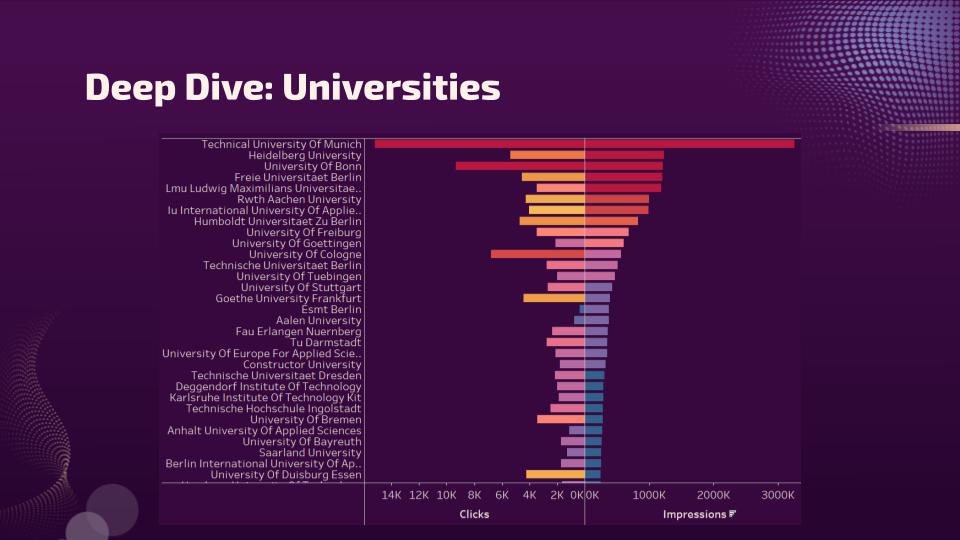 Deep Dive: Universities
Technical University Of Munich
Heidelberg University
University Of Bonn
Freie Universitaet Berlin
Lmu Ludwig Maximilians Universitae..
Rwth Aachen University
Iu International University Of Applie..
Humboldt Universitaet Zu Berlin
University Of Freiburg
University Of Goettingen
University Of Cologne
Technische Universitaet Berlin
University Of Tuebingen
University Of Stuttgart
Goethe University Frankfurt
Esmt Berlin
Aalen University
Fau Erlangen Nuernberg
Tu Darmstadt
University Of Europe For Applied Scie..
Constructor University
Technische Universitaet Dresden
Deggendorf Institute Of Technology
Karlsruhe Institute Of Technology Kit
Technische Hochschule Ingolstadt
University Of Bremen
Anhalt University Of Applied Sciences
University Of Bayreuth
Saarland University
Berlin International University Of Ap..
University Of Duisburg Essen
14K 12K 10K 8K 6K 4K 2K 0K 0K 1000K 2000K 3000K
Clicks Impressions